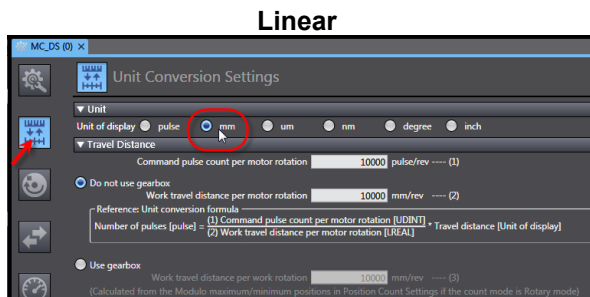 Linear
MC_DS (0) ×
Unit Conversion Settings
▼ Unit
Unit of display pulse mm um nm degree inch
▼ Travel Distance
Command pulse count per motor rotation 10000 pulse/rev ---- (1)
Do not use gearbox
Work travel distance per motor rotation 10000 mm/rev ---- (2)
Reference: Unit conversion formula
(1) Command pulse count per motor rotation [UDINT]
Number of pulses [pulse] = * Travel distance [Unit of display]
(2) Work travel distance per motor rotation [LREAL]
Use gearbox
Work travel distance per work rotation 10000 mm/rev ---- (3)
(Calculated from the Modulo maximum/minimum positions in Position Count Settings if the count mode is Rotary mode)